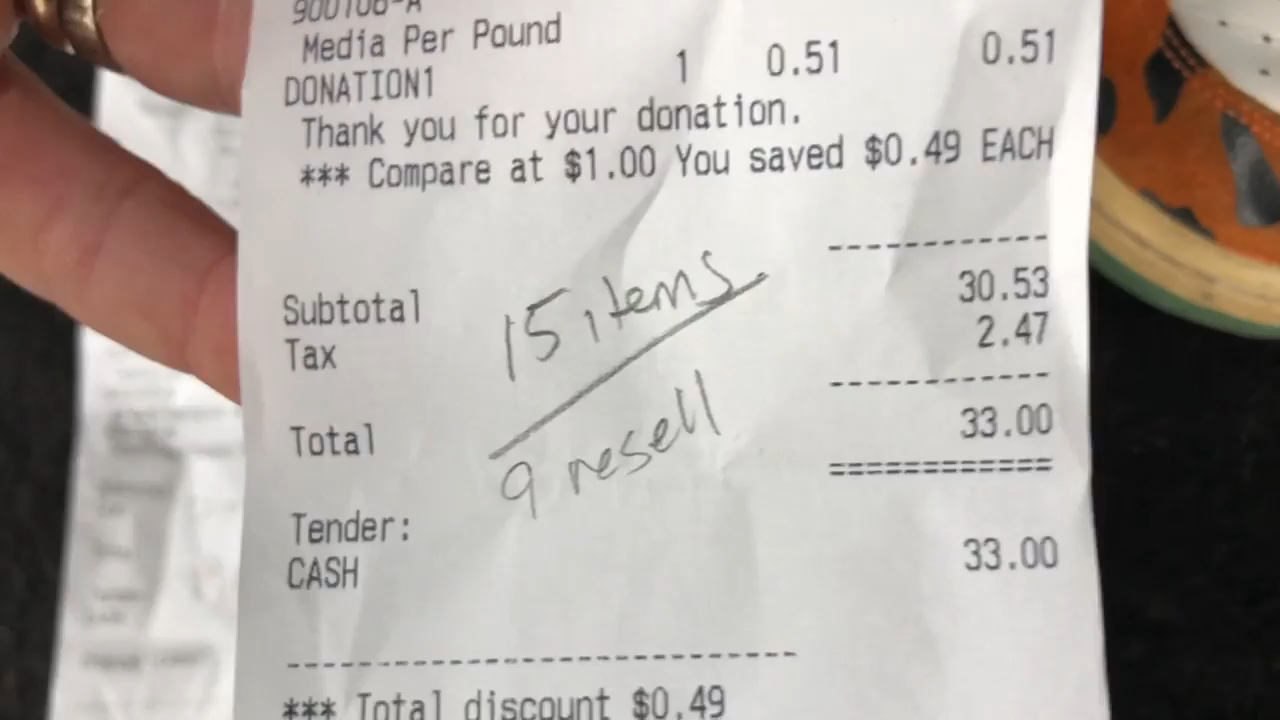 900108-A
Media Per Pound
DONATION1 1 0.51 0.51
Thank you for your donation.
*** Compare at $1.00 You saved $0.49 EACH
-----------
Subtotal 30.53
Tax 2.47
15 items
-----------
Total 33.00
9 resell
===========
Tender:
CASH 33.00
----------------------------
*** Total discount $0.49